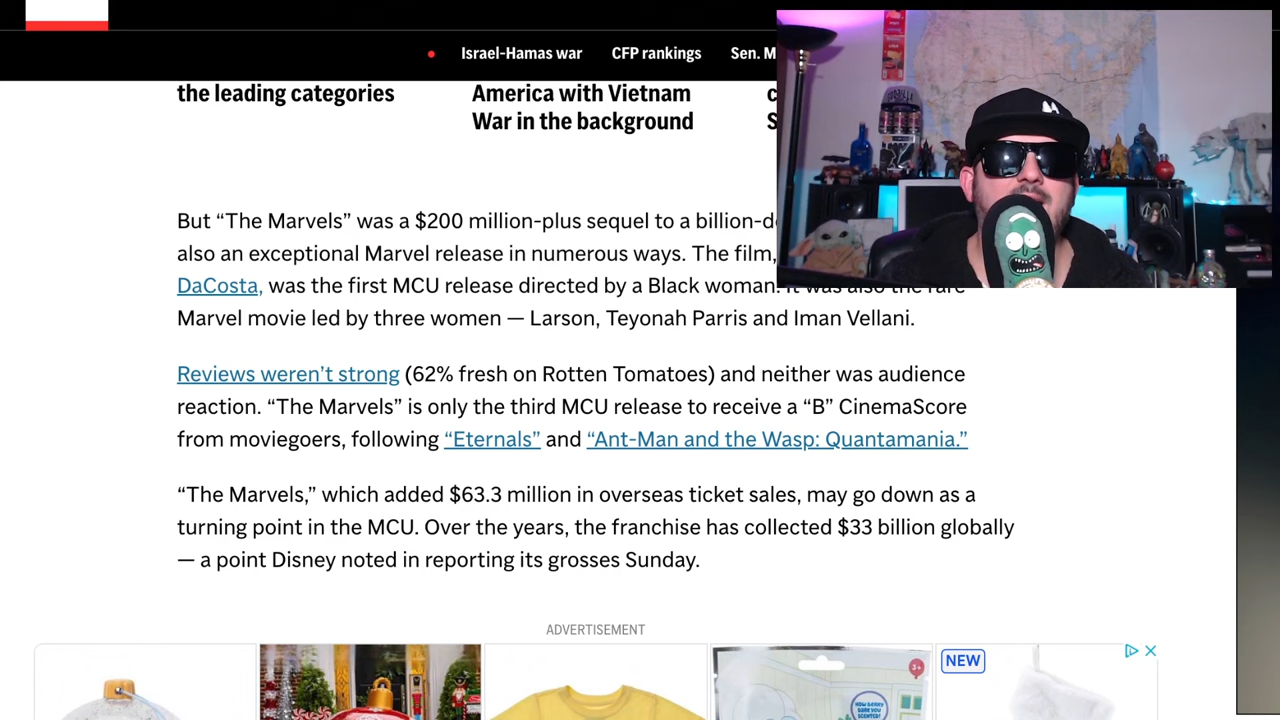 Israel-Hamas war CFP rankings Sen. M
the leading categories
America with Vietnam
War in the background
c
S
But “The Marvels” was a $200 million-plus sequel to a billion-d
also an exceptional Marvel release in numerous ways. The film,
DaCosta, was the first MCU release directed by a Black woman. It was also the rare
Marvel movie led by three women — Larson, Teyonah Parris and Iman Vellani.
Reviews weren’t strong (62% fresh on Rotten Tomatoes) and neither was audience
reaction. “The Marvels” is only the third MCU release to receive a “B” CinemaScore
from moviegoers, following “Eternals” and “Ant-Man and the Wasp: Quantamania.”
“The Marvels,” which added $63.3 million in overseas ticket sales, may go down as a
turning point in the MCU. Over the years, the franchise has collected $33 billion globally
— a point Disney noted in reporting its grosses Sunday.
ADVERTISEMENT
NEW
3+